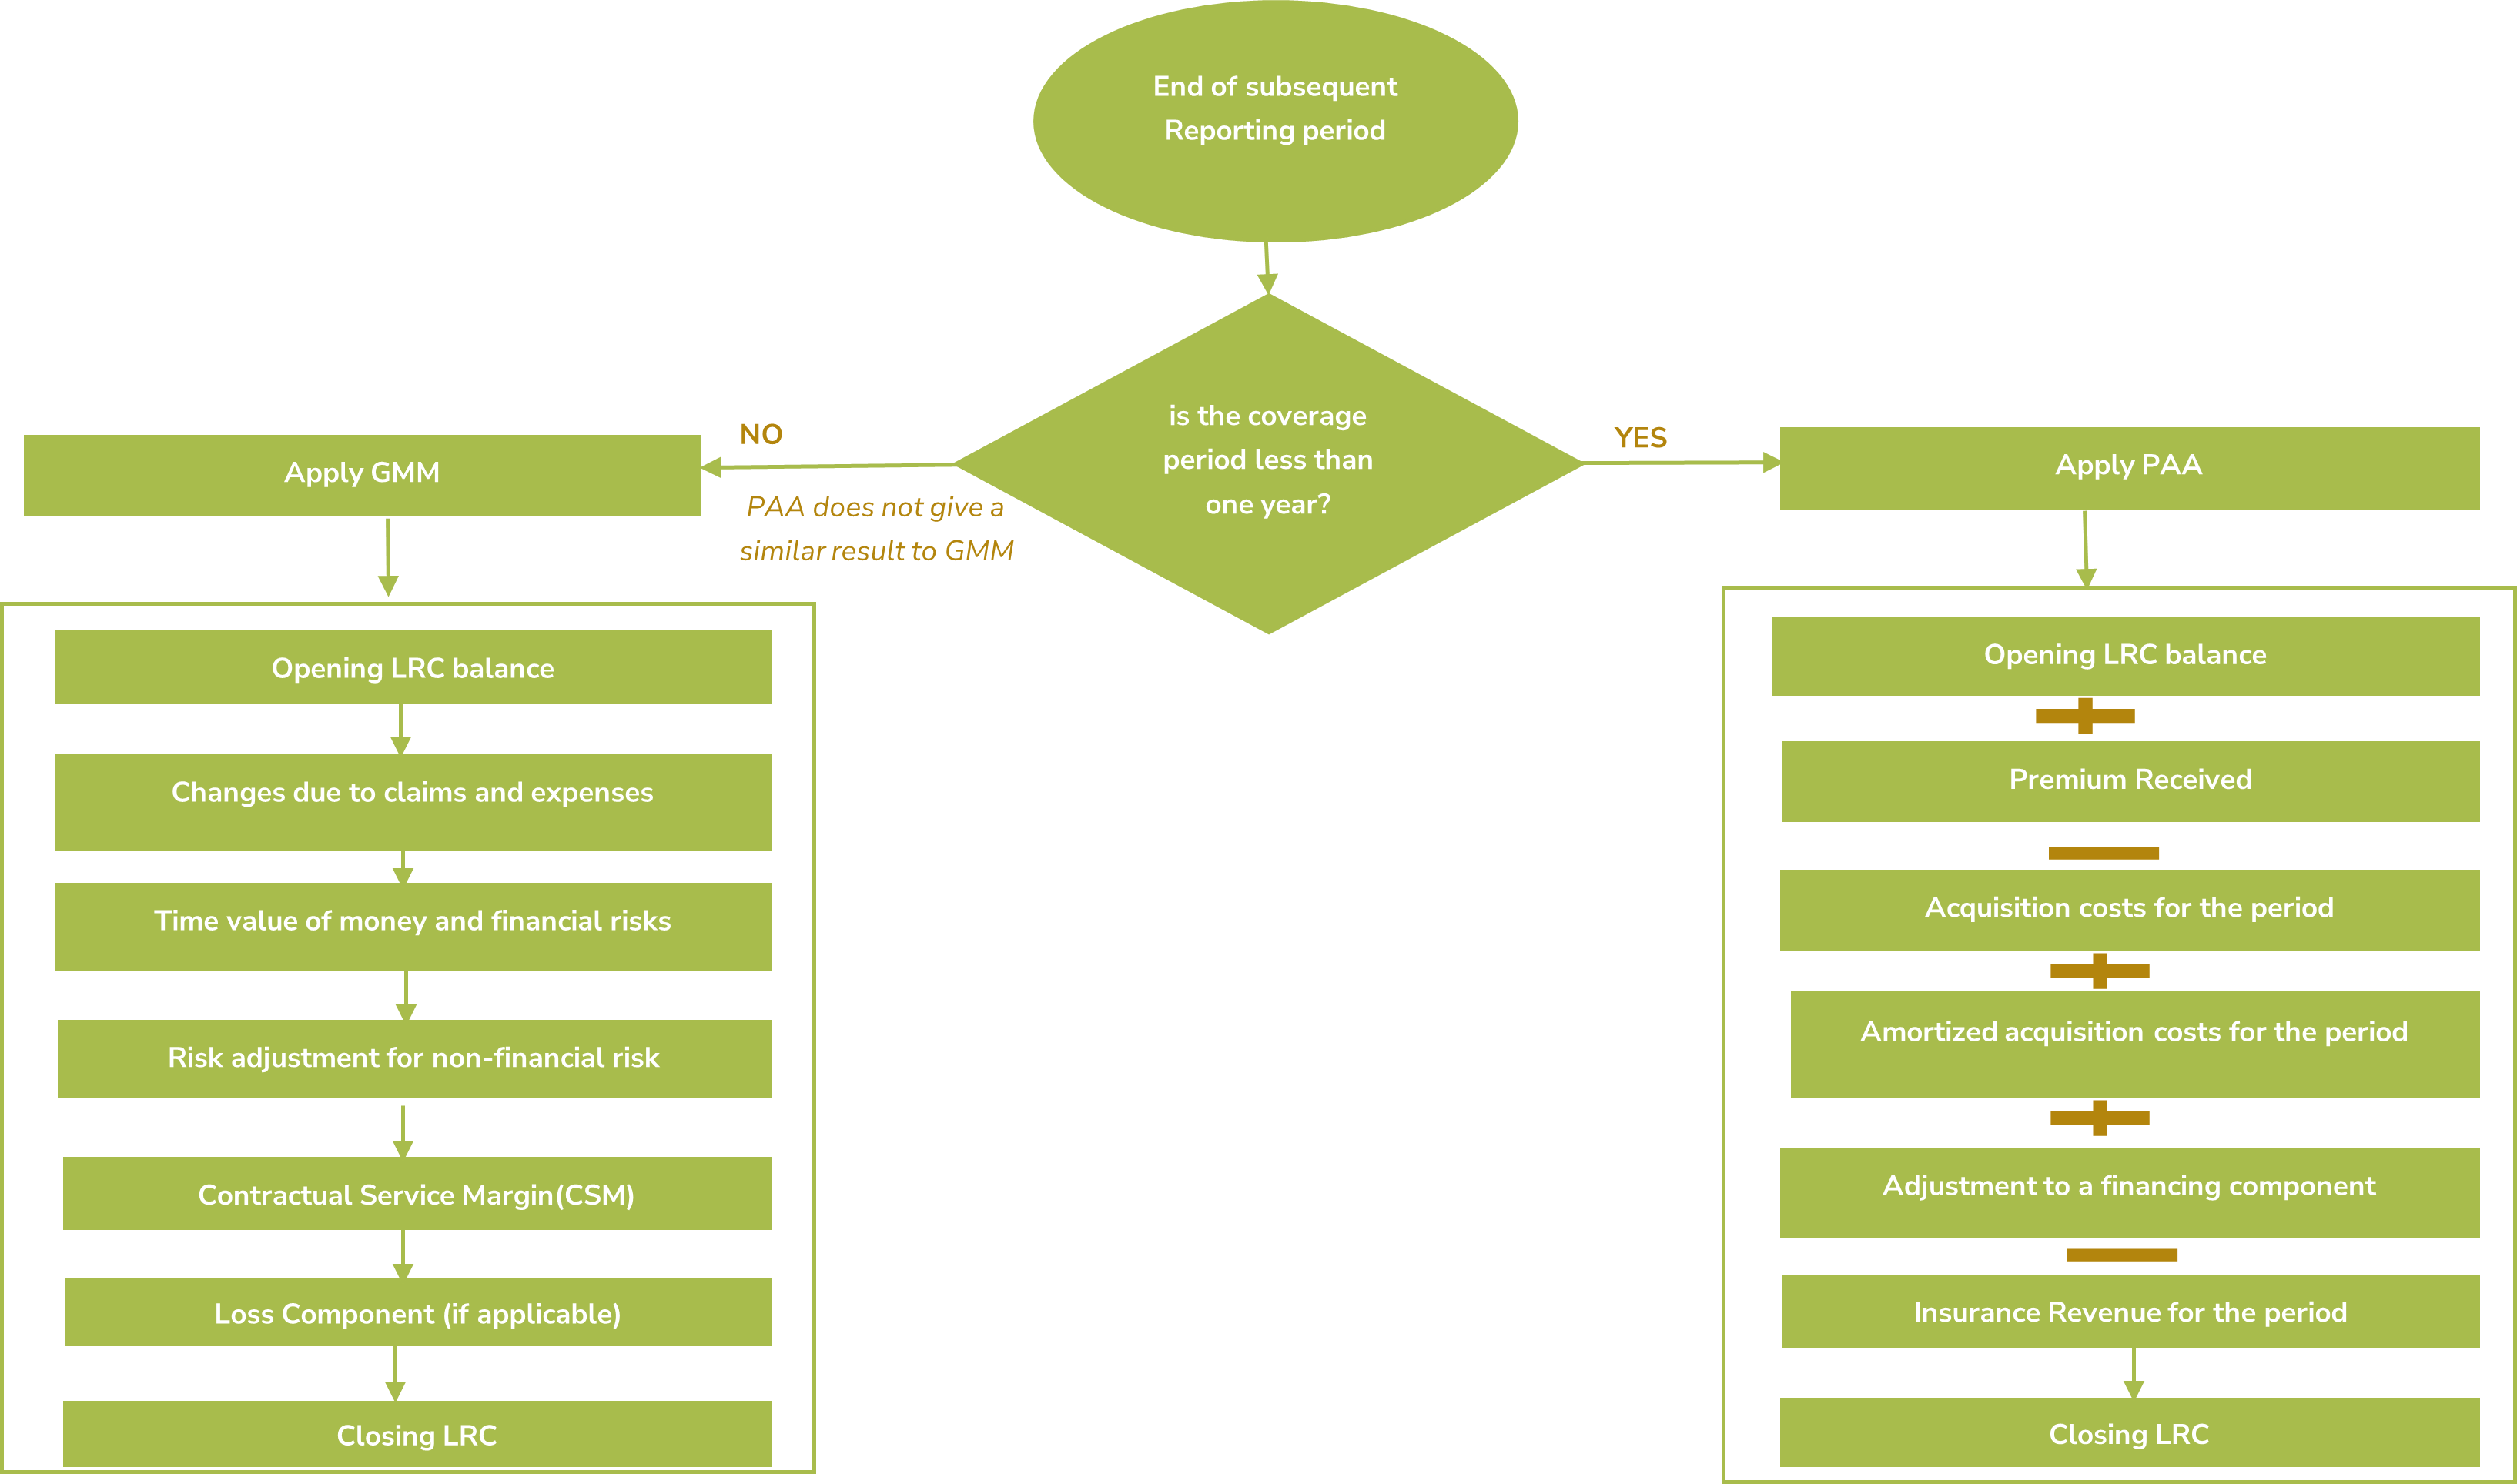 End of subsequent
Reporting period
is the coverage
period less than
one year?
NO
PAA does not give a
similar result to GMM
YES
Apply GMM
Opening LRC balance
Changes due to claims and expenses
Time value of money and financial risks
Risk adjustment for non-financial risk
Contractual Service Margin(CSM)
Loss Component (if applicable)
Closing LRC
Apply PAA
Opening LRC balance
Premium Received
Acquisition costs for the period
Amortized acquisition costs for the period
Adjustment to a financing component
Insurance Revenue for the period
Closing LRC